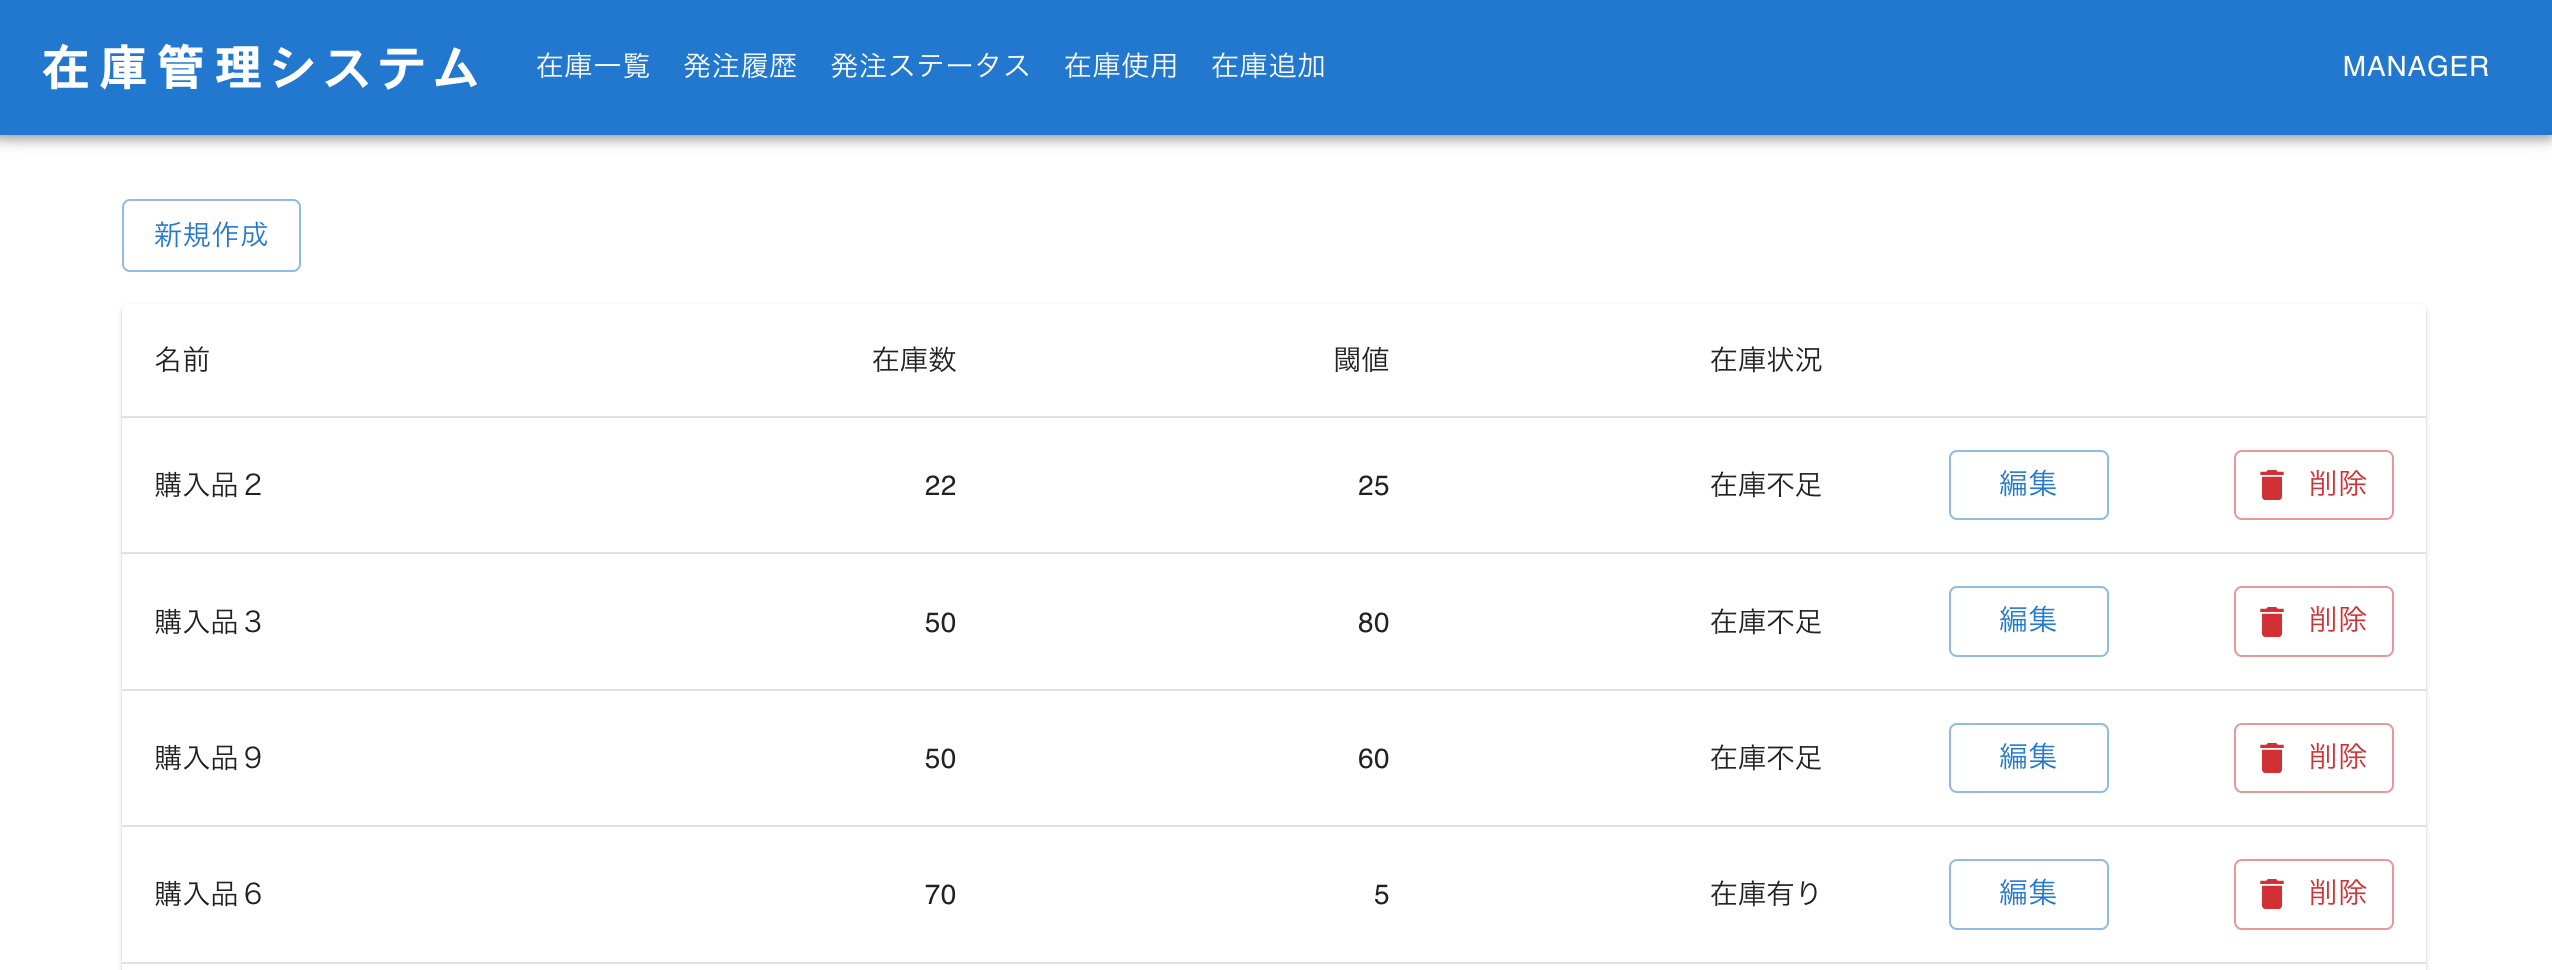 在庫管理システム 在庫一覧 発注履歴 発注ステータス 在庫使用 在庫追加 MANAGER
新規作成
名前 在庫数 閾値 在庫状況
購入品２ 22 25 在庫不足 編集 削除
購入品３ 50 80 在庫不足 編集 削除
購入品９ 50 60 在庫不足 編集 削除
購入品６ 70 5 在庫有り 編集 削除